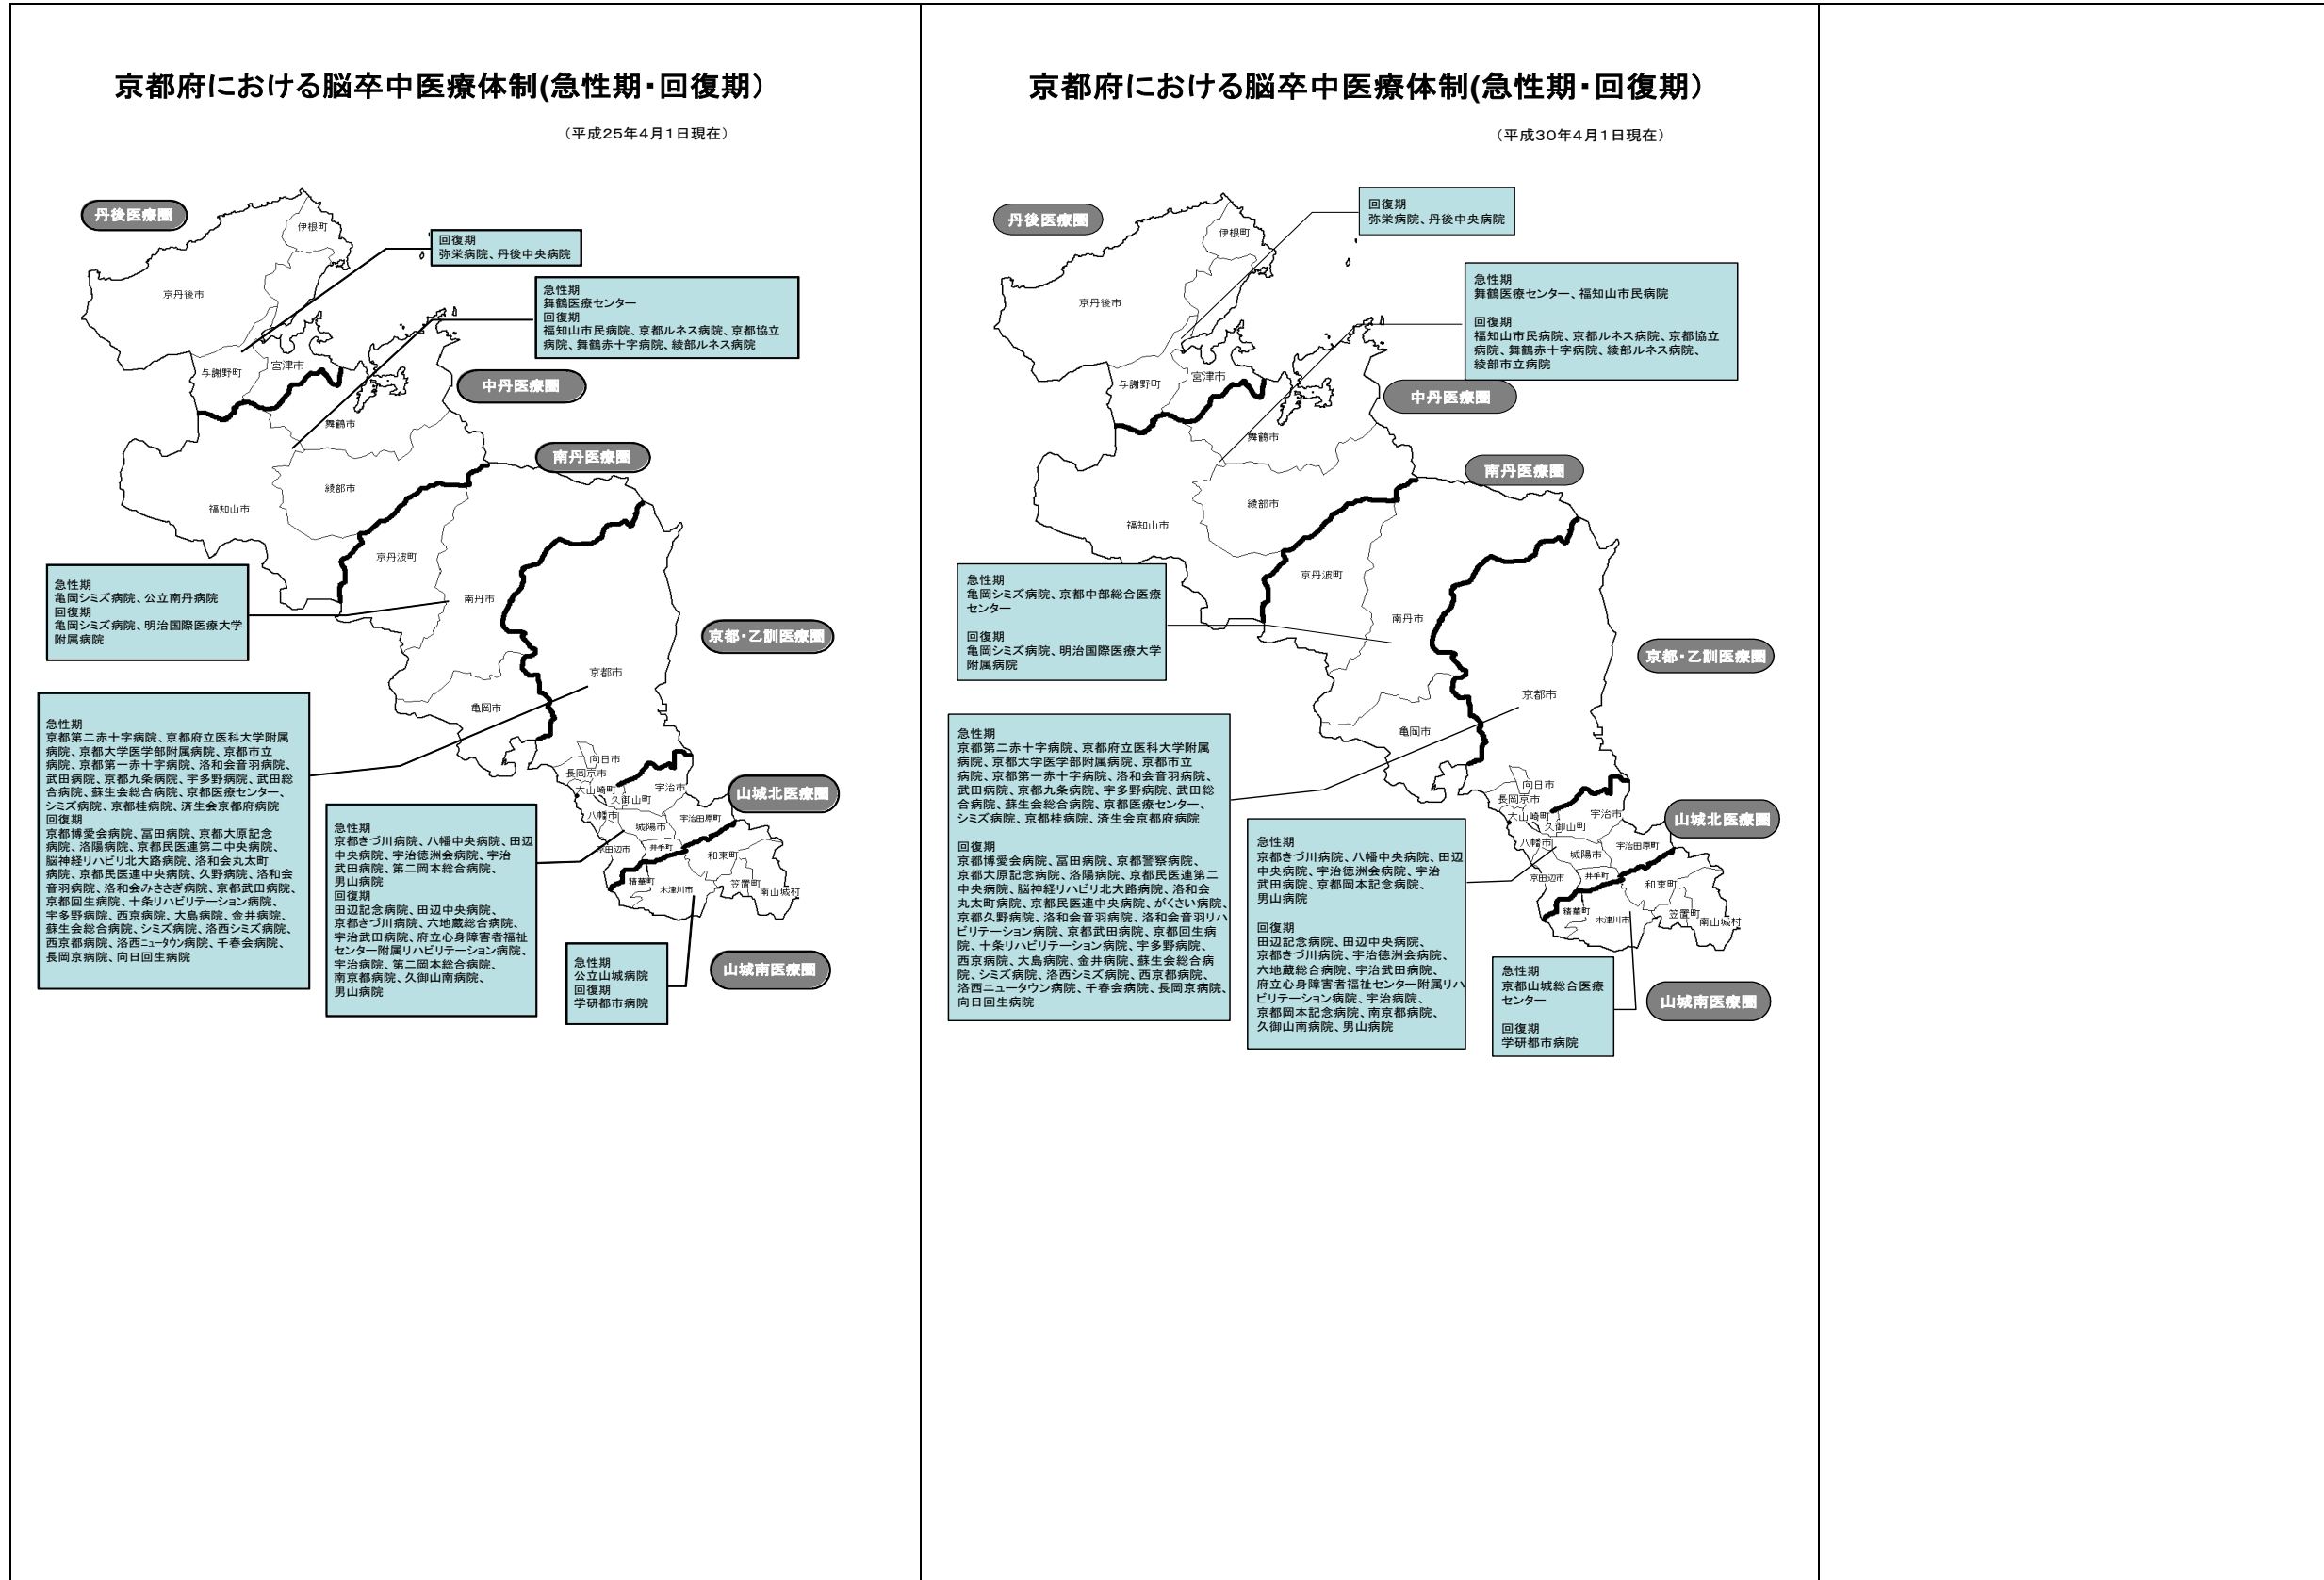 京都府における脳卒中医療体制(急性期・回復期）
（平成25年4月１日現在）
丹後医療圏
伊根町
回復期
弥栄病院、丹後中央病院
京丹後市
急性期
舞鶴医療センター
回復期
福知山市民病院、京都ルネス病院、京都協立
病院、舞鶴赤十字病院、綾部ルネス病院
与謝野町
宮津市
中丹医療圏
舞鶴市
南丹医療圏
綾部市
福知山市
京丹波町
急性期
亀岡シミズ病院、公立南丹病院
回復期
亀岡シミズ病院、明治国際医療大学
附属病院
南丹市
京都・乙訓医療圏
京都市
亀岡市
急性期
京都第二赤十字病院、京都府立医科大学附属
病院、京都大学医学部附属病院、京都市立
病院、京都第一赤十字病院、洛和会音羽病院、
武田病院、京都九条病院、宇多野病院、武田総
合病院、蘇生会総合病院、京都医療センター、
シミズ病院、京都桂病院、済生会京都府病院
回復期
京都博愛会病院、冨田病院、京都大原記念
病院、洛陽病院、京都民医連第二中央病院、
脳神経リハビリ北大路病院、洛和会丸太町
病院、京都民医連中央病院、久野病院、洛和会
音羽病院、洛和会みささぎ病院、京都武田病院、
京都回生病院、十条リハビリテーション病院、
宇多野病院、西京病院、大島病院、金井病院、
蘇生会総合病院、シミズ病院、洛西シミズ病院、
西京都病院、洛西ニュータウン病院、千春会病院、
長岡京病院、向日回生病院
向日市
長岡京市
大山崎町
久御山町
宇治市
山城北医療圏
八幡市
城陽市
宇治田原町
京田辺市
井手町
和束町
精華町
木津川市
笠置町
南山城村
急性期
京都きづ川病院、八幡中央病院、田辺
中央病院、宇治徳洲会病院、宇治
武田病院、第二岡本総合病院、
男山病院
回復期
田辺記念病院、田辺中央病院、
京都きづ川病院、六地蔵総合病院、
宇治武田病院、府立心身障害者福祉
センター附属リハビリテーション病院、
宇治病院、第二岡本総合病院、
南京都病院、久御山南病院、
男山病院
急性期
公立山城病院
回復期
学研都市病院
山城南医療圏
京都府における脳卒中医療体制(急性期・回復期）
（平成30年4月１日現在）
丹後医療圏
伊根町
回復期
弥栄病院、丹後中央病院
京丹後市
急性期
舞鶴医療センター、福知山市民病院
回復期
福知山市民病院、京都ルネス病院、京都協立
病院、舞鶴赤十字病院、綾部ルネス病院、
綾部市立病院
与謝野町
宮津市
中丹医療圏
舞鶴市
南丹医療圏
綾部市
福知山市
京丹波町
急性期
亀岡シミズ病院、京都中部総合医療
センター
回復期
亀岡シミズ病院、明治国際医療大学
附属病院
南丹市
京都・乙訓医療圏
京都市
亀岡市
急性期
京都第二赤十字病院、京都府立医科大学附属
病院、京都大学医学部附属病院、京都市立
病院、京都第一赤十字病院、洛和会音羽病院、
武田病院、京都九条病院、宇多野病院、武田総
合病院、蘇生会総合病院、京都医療センター、
シミズ病院、京都桂病院、済生会京都府病院
回復期
京都博愛会病院、冨田病院、京都警察病院、
京都大原記念病院、洛陽病院、京都民医連第二
中央病院、脳神経リハビリ北大路病院、洛和会
丸太町病院、京都民医連中央病院、がくさい病院、
京都久野病院、洛和会音羽病院、洛和会音羽リハ
ビリテーション病院、京都武田病院、京都回生病
院、十条リハビリテーション病院、宇多野病院、
西京病院、大島病院、金井病院、蘇生会総合病
院、シミズ病院、洛西シミズ病院、西京都病院、
洛西ニュータウン病院、千春会病院、長岡京病院、
向日回生病院
向日市
長岡京市
大山崎町
久御山町
宇治市
山城北医療圏
八幡市
城陽市
宇治田原町
京田辺市
井手町
和束町
精華町
木津川市
笠置町
南山城村
急性期
京都きづ川病院、八幡中央病院、田辺
中央病院、宇治徳洲会病院、宇治
武田病院、京都岡本記念病院、
男山病院
回復期
田辺記念病院、田辺中央病院、
京都きづ川病院、宇治徳洲会病院、
六地蔵総合病院、宇治武田病院、
府立心身障害者福祉センター附属リハ
ビリテーション病院、宇治病院、
京都岡本記念病院、南京都病院、
久御山南病院、男山病院
急性期
京都山城総合医療
センター
回復期
学研都市病院
山城南医療圏